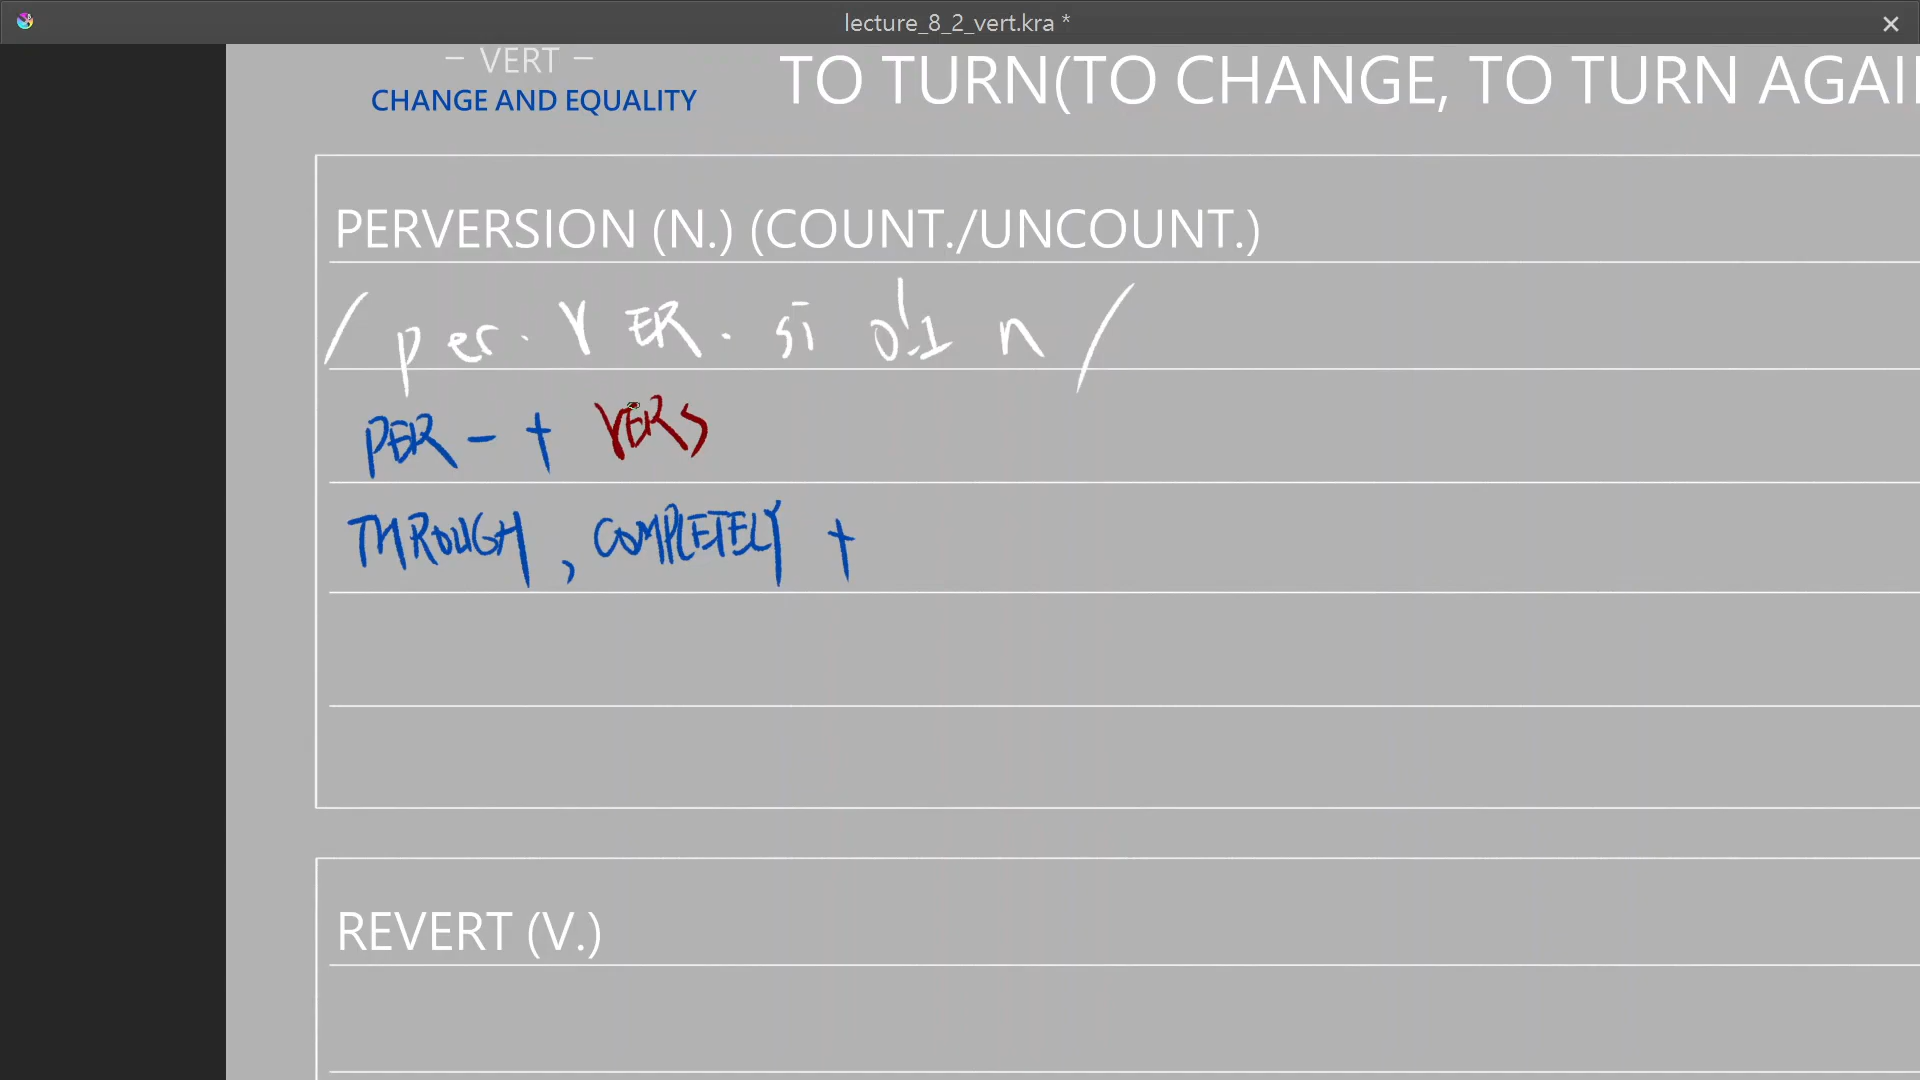 lecture_8_2_vert.kra *
– VERT –
CHANGE AND EQUALITY
TO TURN(TO CHANGE, TO TURN AGAI
PERVERSION (N.) (COUNT./UNCOUNT.)
/ per. VER. si n /
PER - + VERS
THROUGH, COMPLETELY +
REVERT (V.)